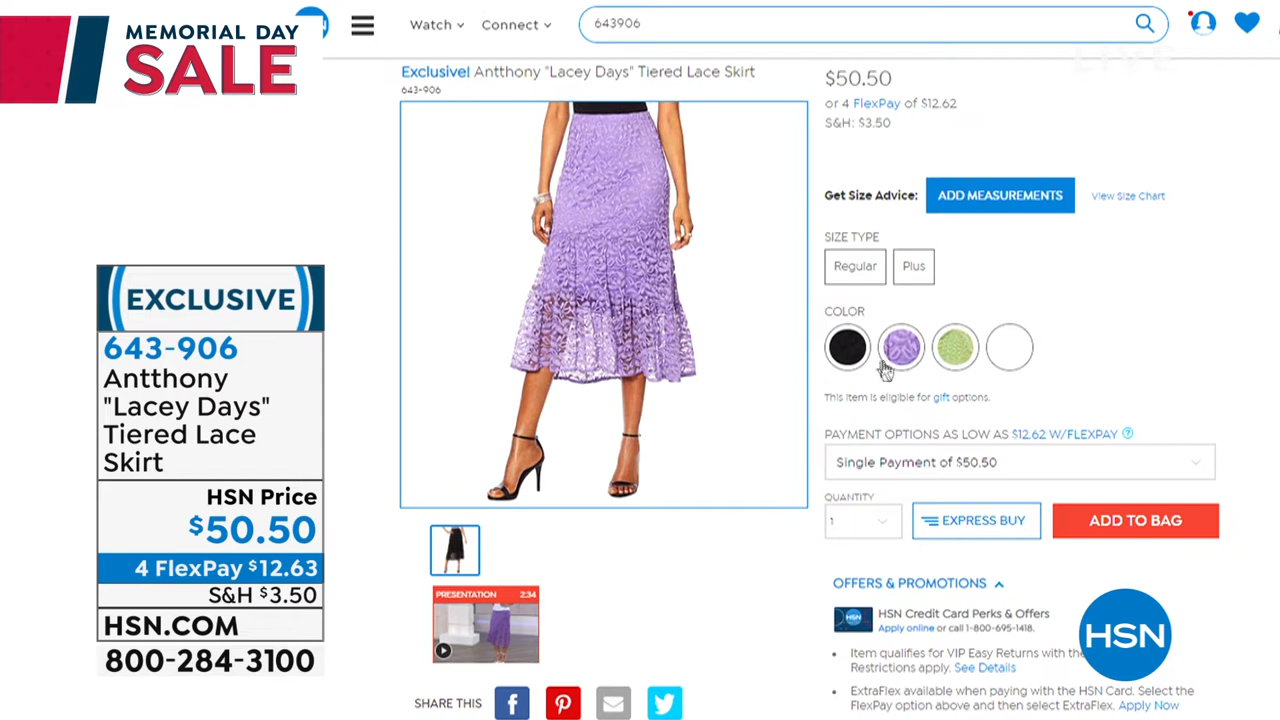 MEMORIAL DAY
SALE
Watch
Connect
643906
LIVE
Exclusive! Antthony "Lacey Days" Tiered Lace Skirt
643-906
$50.50
or 4 FlexPay of $12.62
S&H: $3.50
Get Size Advice:
ADD MEASUREMENTS
View Size Chart
SIZE TYPE
Regular
Plus
COLOR
This item is eligible for gift options.
PAYMENT OPTIONS AS LOW AS $12.62 W/FLEXPAY ?
Single Payment of $50.50
QUANTITY
1
EXPRESS BUY
ADD TO BAG
OFFERS & PROMOTIONS
HSN
HSN Credit Card Perks & Offers
Apply online or call 1-800-695-1418.
• Item qualifies for VIP Easy Returns with the
Restrictions apply. See Details
• ExtraFlex available when paying with the HSN Card. Select the
FlexPay option above and then select ExtraFlex. Apply Now
HSN
EXCLUSIVE
643-906
Antthony
"Lacey Days"
Tiered Lace
Skirt
HSN Price
$50.50
4 FlexPay $12.63
S&H $3.50
HSN.COM
800-284-3100
PRESENTATION 2:34
SHARE THIS